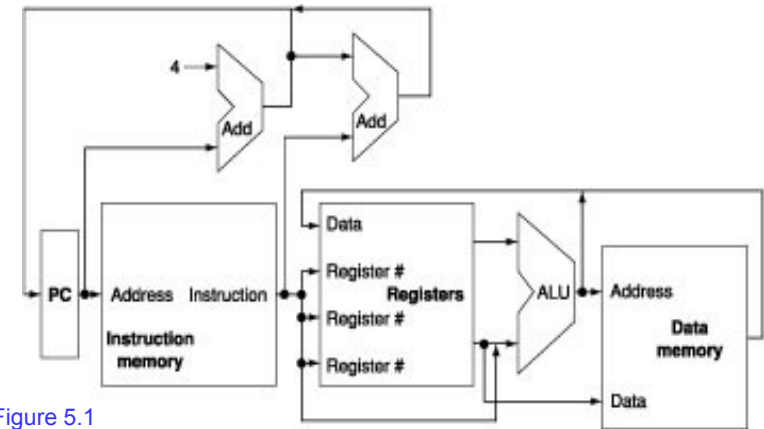 4
Add
Add
Data
Register #
PC
Address
Instruction
Registers
ALU
Address
Instruction
memory
Register #
Data
memory
Register #
Data
igure 5.1